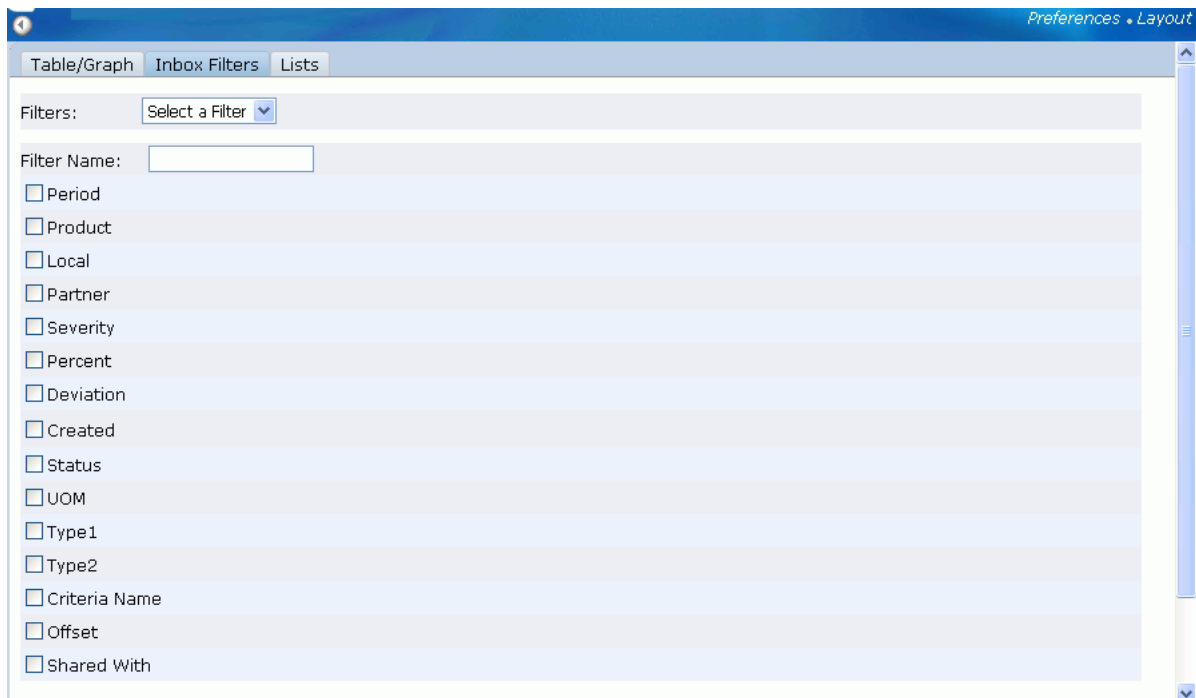 Preferences • Layout
Table/Graph Inbox Filters Lists
Filters: Select a Filter
Filter Name:
Period
Product
Local
Partner
Severity
Percent
Deviation
Created
Status
UOM
Type1
Type2
Criteria Name
Offset
Shared With